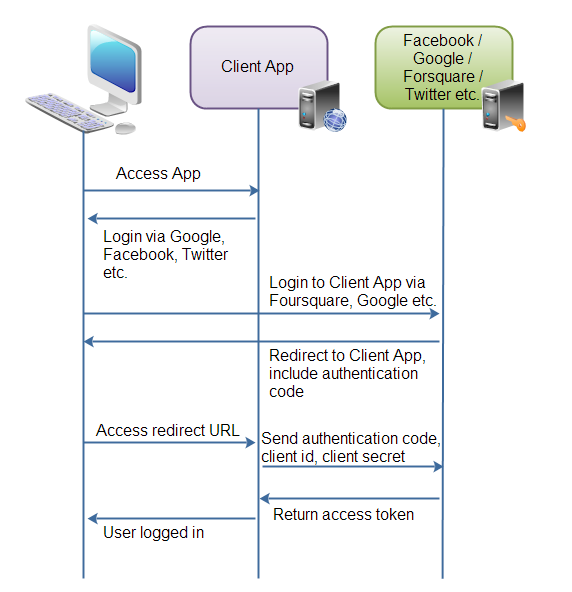 Client App
Facebook /
Google /
Forsquare /
Twitter etc.
Access App
Login via Google,
Facebook, Twitter
etc.
Login to Client App via
Foursquare, Google etc.
Redirect to Client App,
include authentication
code
Access redirect URL
Send authentication code,
client id, client secret
Return access token
User logged in